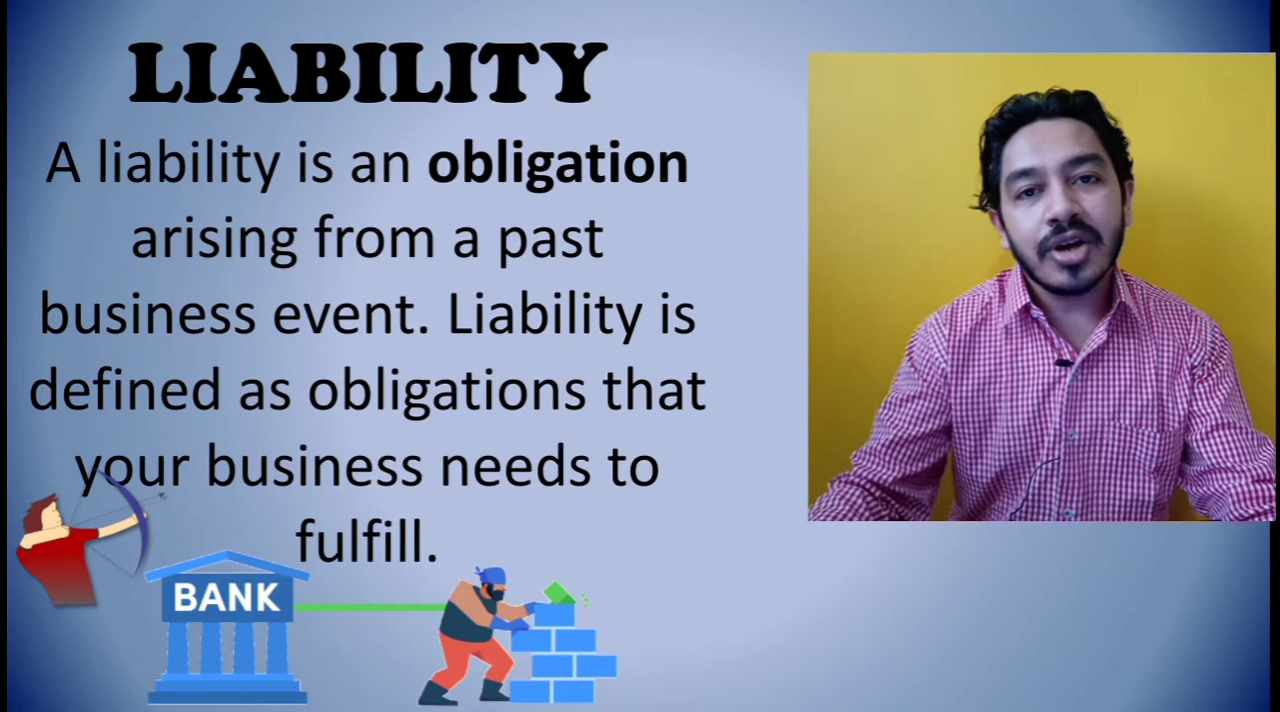 LIABILITY
A liability is an obligation
arising from a past
business event. Liability is
defined as obligations that
your business needs to
fulfill.
BANK